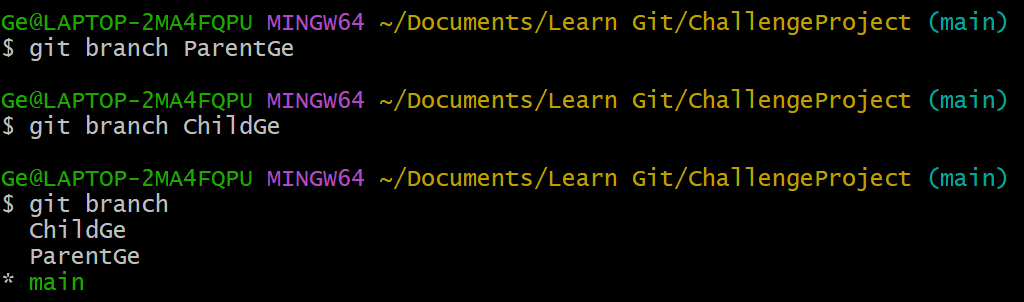 Ge@LAPTOP-2MA4FQPU MINGW64 ~/Documents/Learn Git/ChallengeProject (main)
$ git branch ParentGe
Ge@LAPTOP-2MA4FQPU MINGW64 ~/Documents/Learn Git/ChallengeProject (main)
$ git branch ChildGe
Ge@LAPTOP-2MA4FQPU MINGW64 ~/Documents/Learn Git/ChallengeProject (main)
$ git branch
  ChildGe
  ParentGe
* main